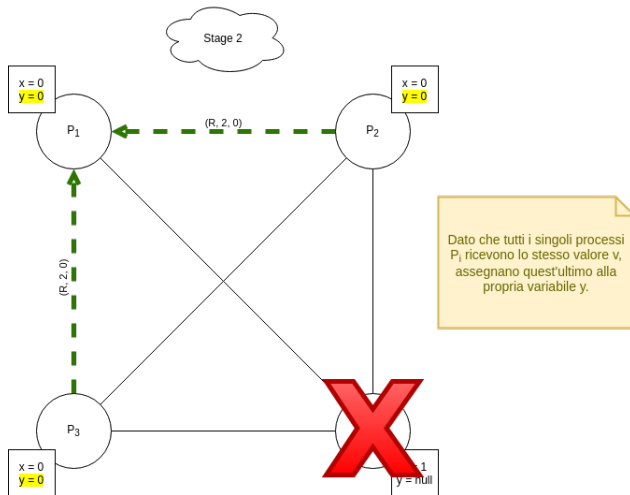 Stage 2
x = 0
y = 0
x = 0
y = 0
P1
(R, 2, 0)
P2
Dato che tutti i singoli processi
Pi ricevono lo stesso valore v,
assegnano quest'ultimo alla
propria variabile y.
(R, 2, 0)
P3
x = 0
y = 0
1
y = null